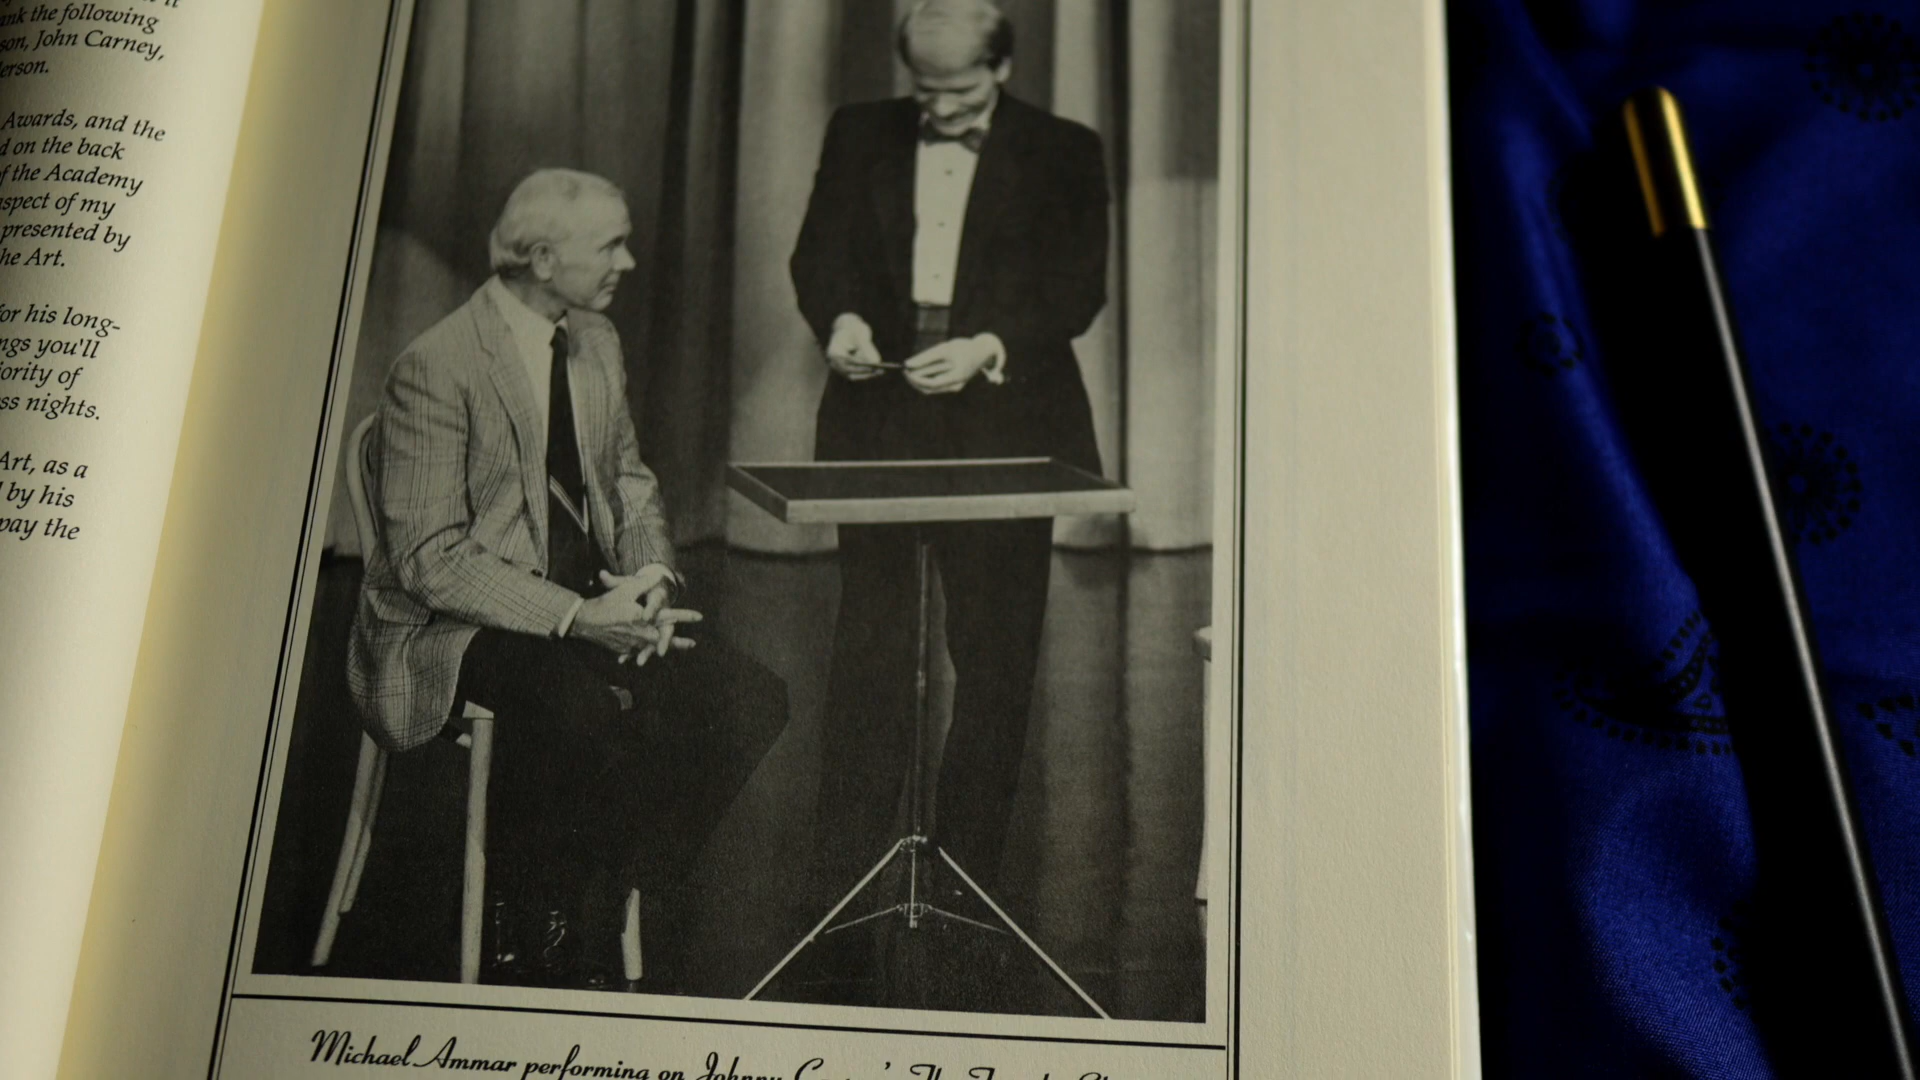 ank the following
son, John Carney,
erson.
Awards, and the
d on the back
f the Academy
aspect of my
presented by
he Art.
for his long-
ngs you'll
iority of
ss nights.
Art, as a
by his
pay the
Michael Ammar performing on Johnny